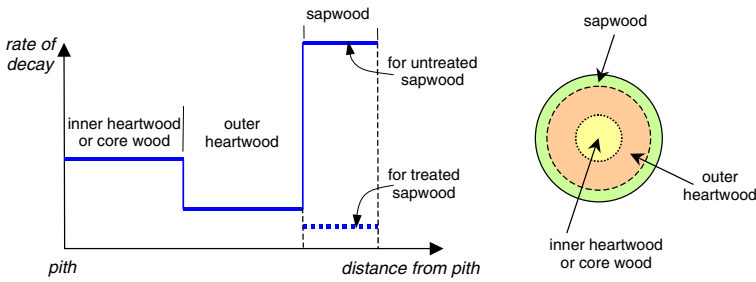 sapwood
rate of
decay
for untreated
sapwood
inner heartwood
or core wood
outer
heartwood
for treated
sapwood
pith
distance from pith
sapwood
outer
heartwood
inner heartwood
or core wood